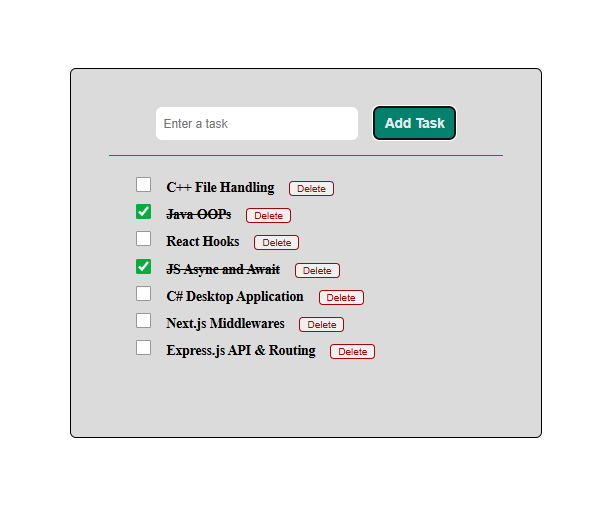 Enter a task Add Task
C++ File Handling Delete
Java OOPs Delete
React Hooks Delete
JS Async and Await Delete
C# Desktop Application Delete
Next.js Middlewares Delete
Express.js API & Routing Delete